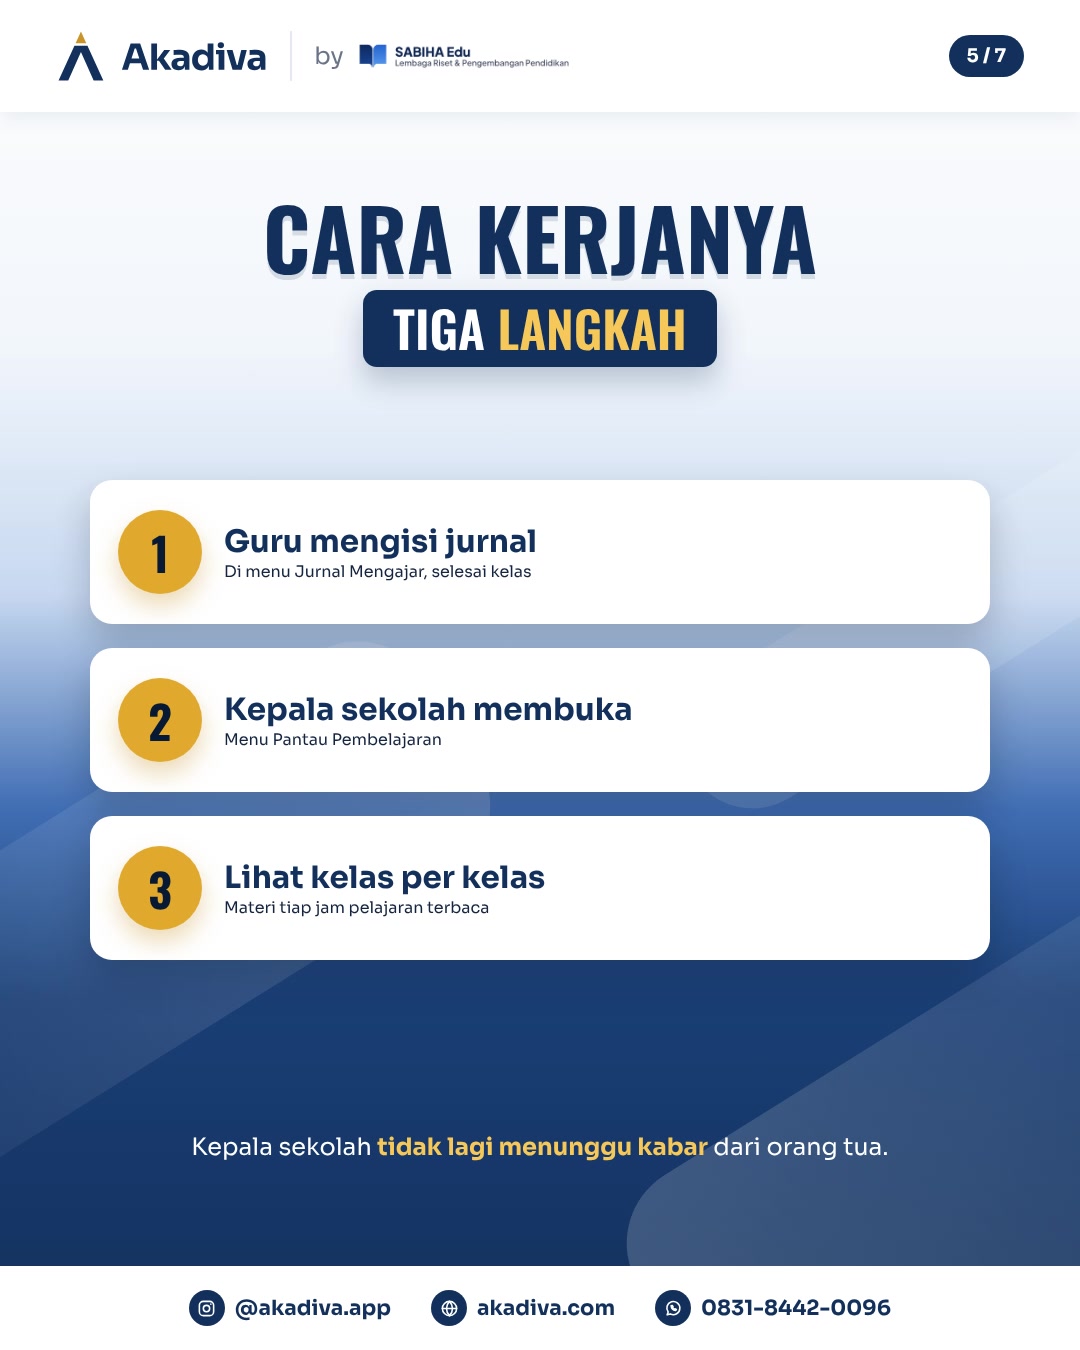 Akadiva
by
SABIHA Edu
Lembaga Riset & Pengembangan Pendidikan
5 / 7
CARA KERJANYA
TIGA LANGKAH
1
Guru mengisi jurnal
Di menu Jurnal Mengajar, selesai kelas
2
Kepala sekolah membuka
Menu Pantau Pembelajaran
3
Lihat kelas per kelas
Materi tiap jam pelajaran terbaca
Kepala sekolah tidak lagi menunggu kabar dari orang tua.
@akadiva.app
akadiva.com
0831-8442-0096